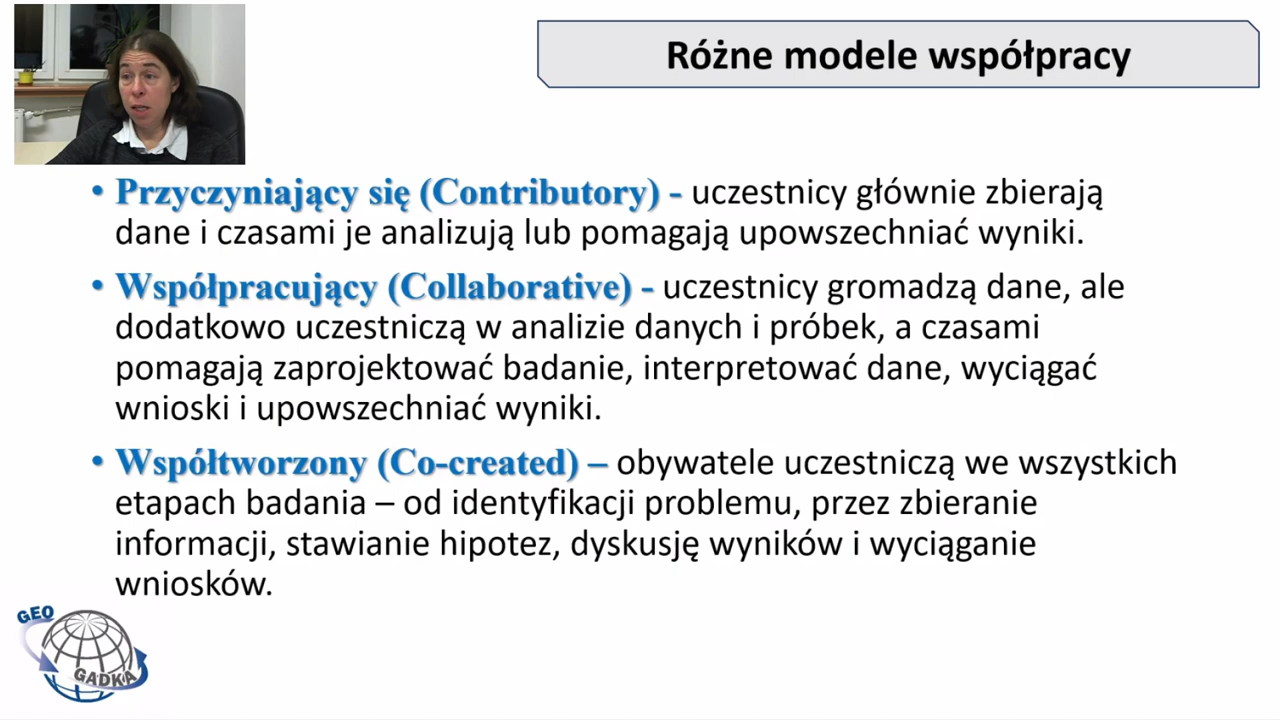 Różne modele współpracy
• Przyczyniający się (Contributory) - uczestnicy głównie zbierają
dane i czasami je analizują lub pomagają upowszechniać wyniki.
• Współpracujący (Collaborative) - uczestnicy gromadzą dane, ale
dodatkowo uczestniczą w analizie danych i próbek, a czasami
pomagają zaprojektować badanie, interpretować dane, wyciągać
wnioski i upowszechniać wyniki.
• Współtworzony (Co-created) – obywatele uczestniczą we wszystkich
etapach badania – od identyfikacji problemu, przez zbieranie
informacji, stawianie hipotez, dyskusję wyników i wyciąganie
wniosków.
GEO
GADKA